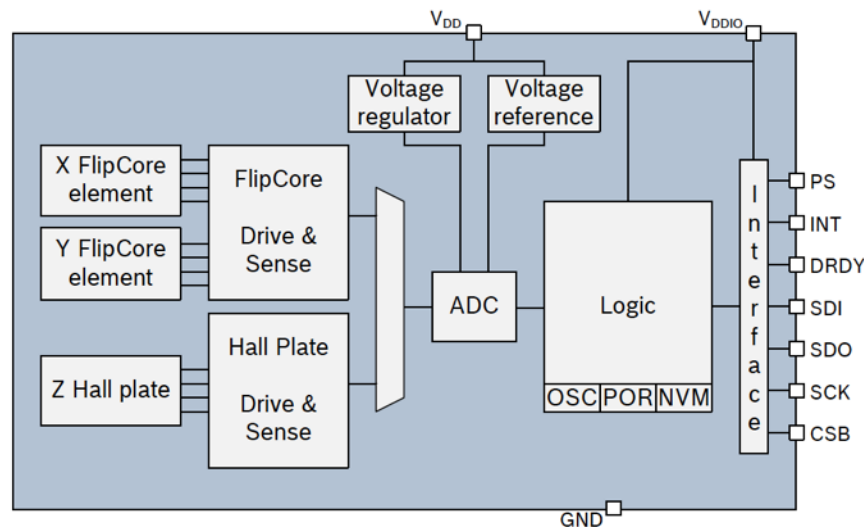 VDD
VDDIO
Voltage
regulator
Voltage
reference
X FlipCore
element
Y FlipCore
element
FlipCore
Drive &
Sense
Z Hall plate
Hall Plate
Drive &
Sense
ADC
Logic
OSC
POR
NVM
Interface
PS
INT
DRDY
SDI
SDO
SCK
CSB
GND